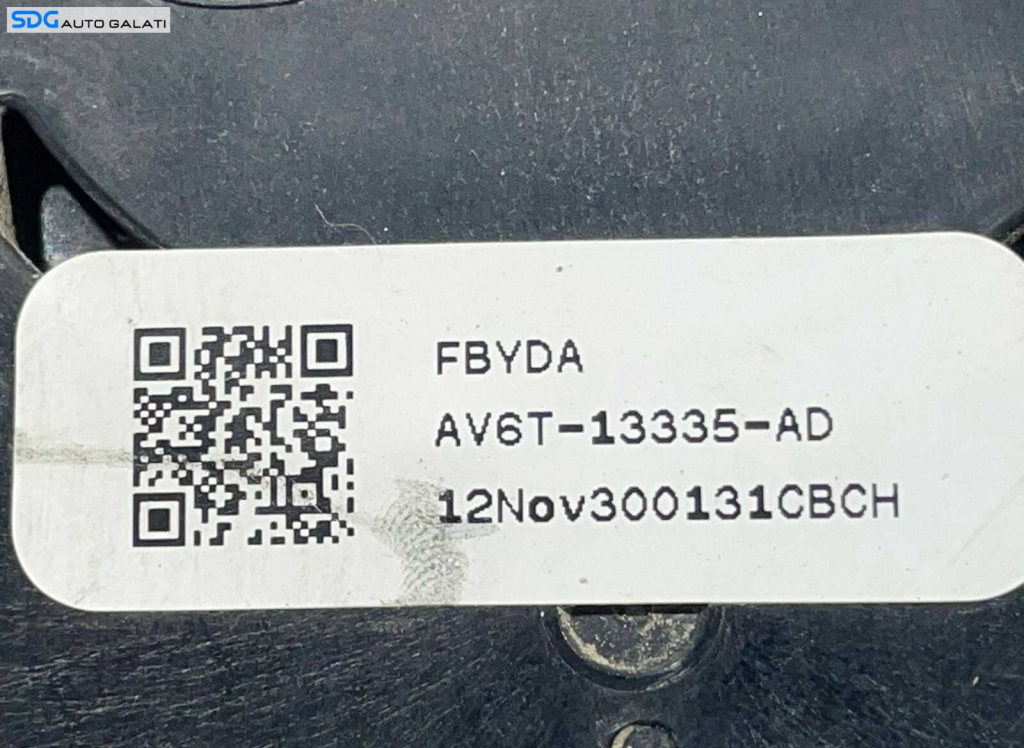 SDG AUTO GALATI
FBYDA
AV6T-13335-AD
12Nov300131CBCH